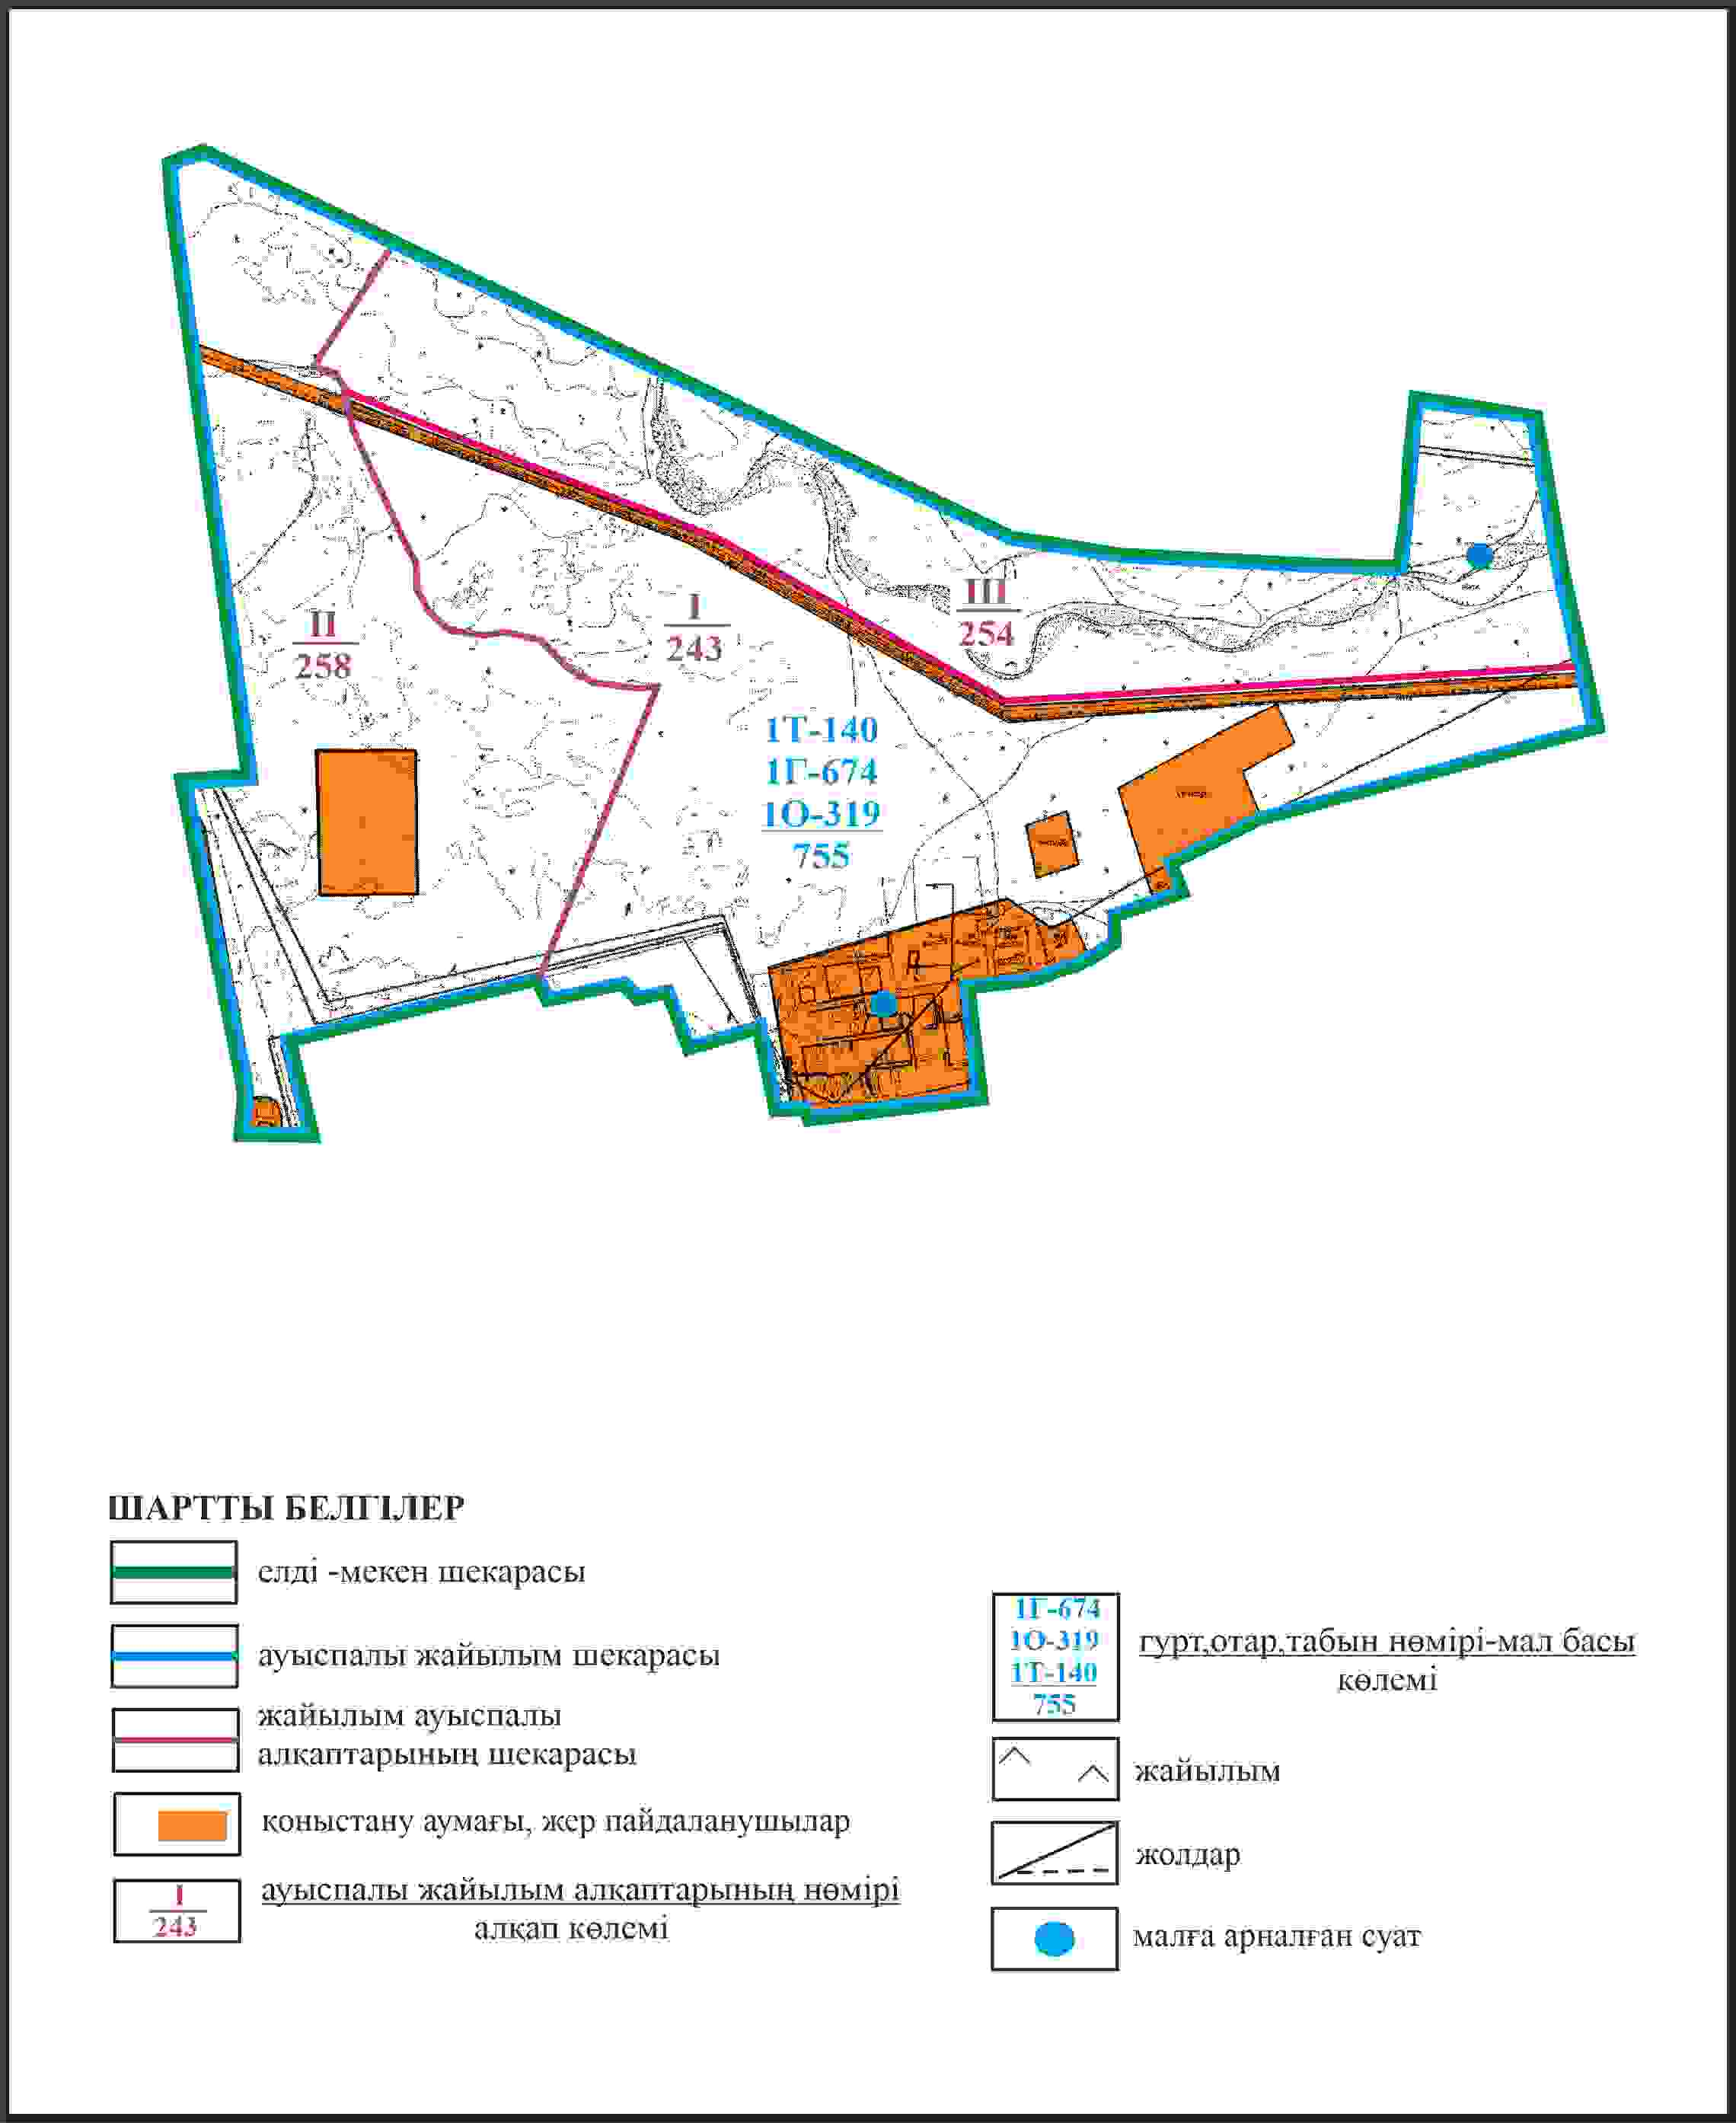 II
258
I
243
III
254
1Т-140
1Г-674
1О-319
755
ШАРТТЫ БЕЛГІЛЕР
елді -мекен шекарасы
ауыспалы жайылым шекарасы
жайылым ауыспалы
алқаптарының шекарасы
қоныстану аумағы, жер пайдаланушылар
I
243
ауыспалы жайылым алқаптарының нөмірі
алқап көлемі
1Г-674
1О-319
1Т-140
755
гурт,отар,табын нөмірі-мал басы
көлемі
жайылым
жолдар
малға арналған суат